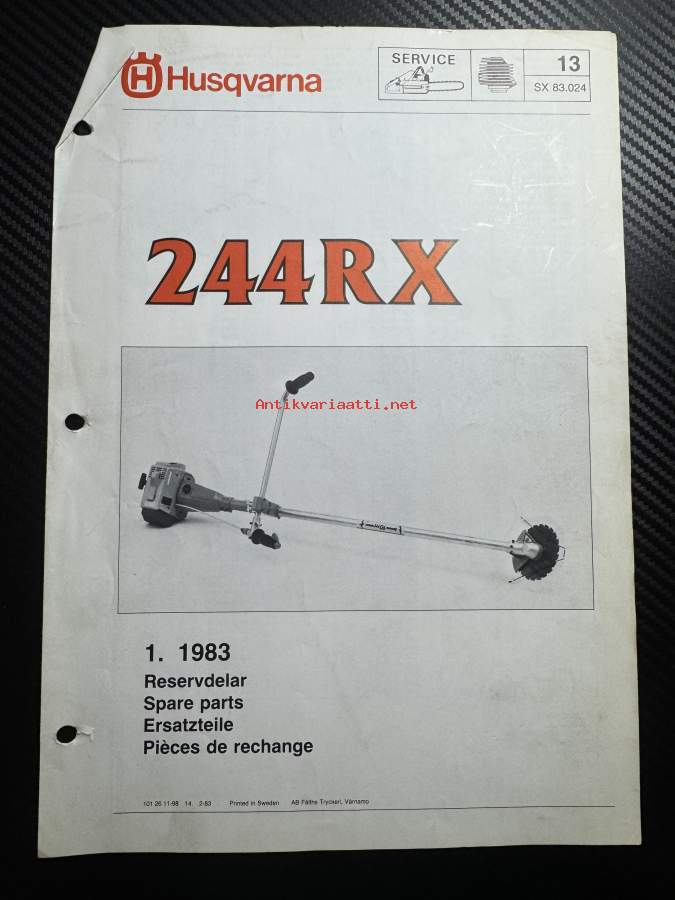 Husqvarna
SERVICE
13
SX 83.024
244RX
Antikvariaatti.net
1. 1983
Reservdelar
Spare parts
Ersatzteile
Pièces de rechange
101 26 11-98 14. 2-83 Printed in Sweden AB Fälths Tryckeri, Värnamo